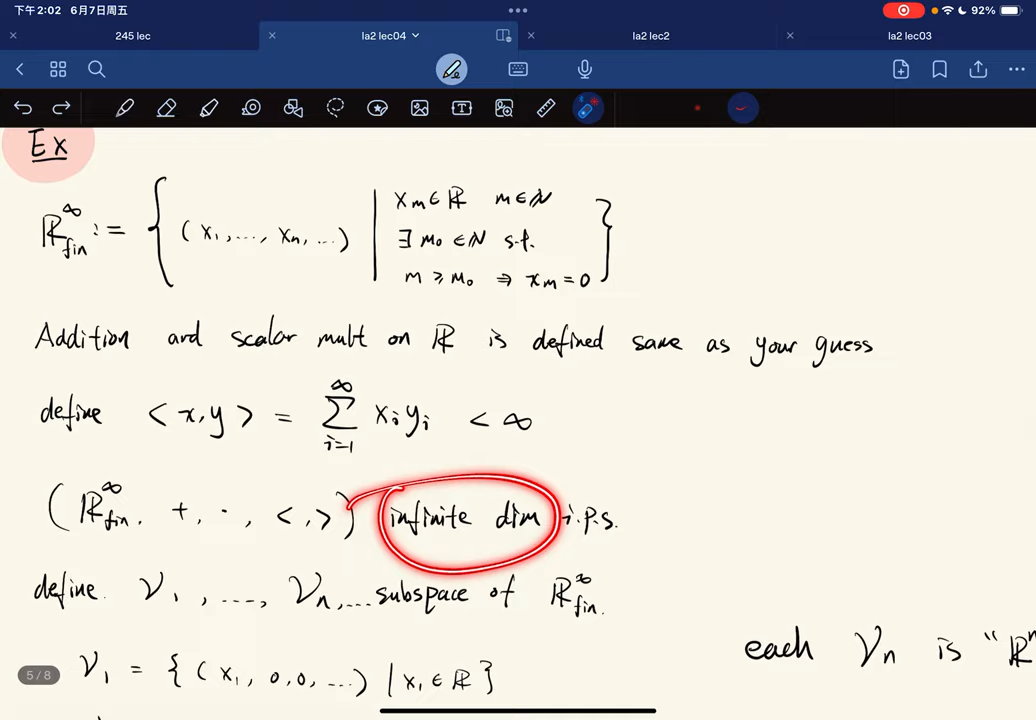 下午2:02 6月7日周五
92%
245 lec
la2 lec04
la2 lec2
la2 lec03
Ex
ℝ^∞_fin := { (x₁, ..., xₙ, ...) | xₘ ∈ ℝ m ∈ ℕ
∃ m₀ ∈ ℕ s.t.
m ≥ m₀ ⇒ xₘ = 0 }
Addition and scalar mult on ℝ is defined same as your guess
define <x,y> = ∑_{i=1}^∞ xᵢyᵢ < ∞
(ℝ^∞_fin, +, ·, <,>) infinite dim i.p.s.
define V₁, ..., Vₙ, ... subspace of ℝ^∞_fin.
each Vₙ is "ℝⁿ
V₁ = {(x₁, 0, 0, ...) | x₁ ∈ ℝ}
5/8